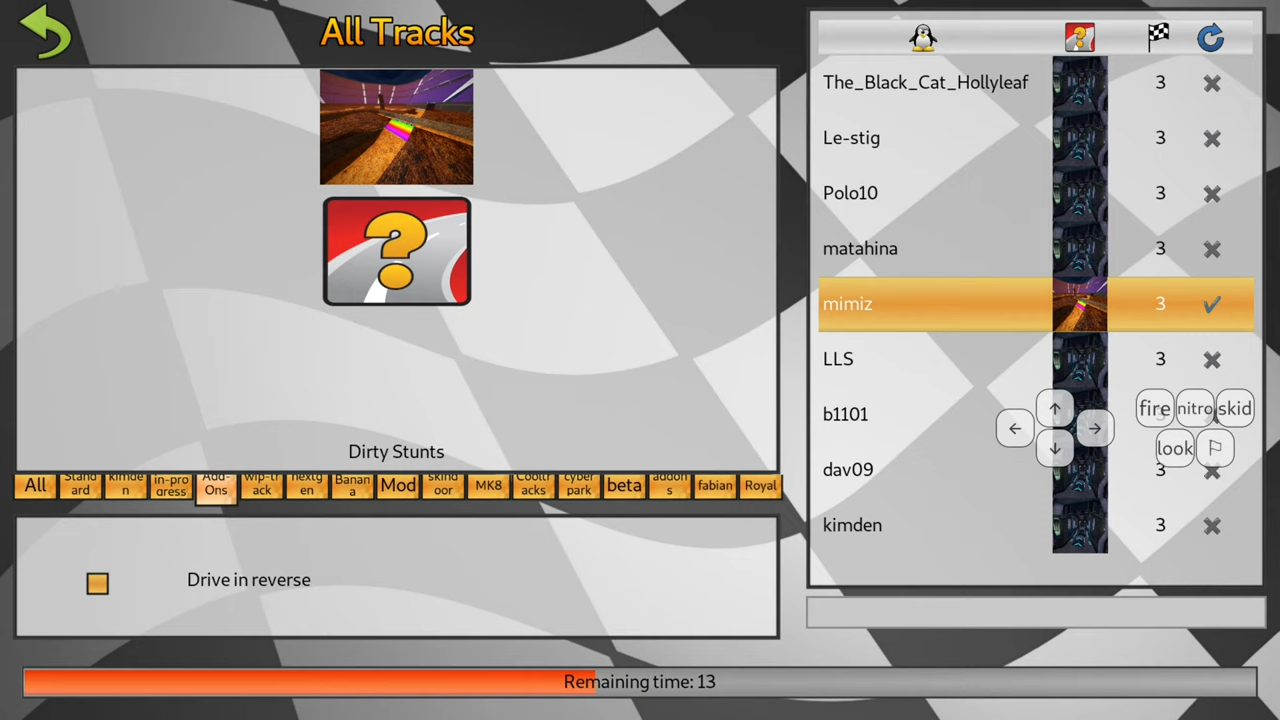 All Tracks
Dirty Stunts
All
Stand
ard
kimde
n
in-pro
gress
Add-
Ons
wip-tr
ack
nextg
en
Banan
a
Mod
skind
oor
MK8
Cooltr
acks
cyber
park
beta
addon
s
fabian
Royal
Drive in reverse
The_Black_Cat_Hollyleaf 3
Le-stig 3
Polo10 3
matahina 3
mimiz 3
LLS 3
b1101
dav09 3
kimden 3
fire nitro skid
look
Remaining time: 13